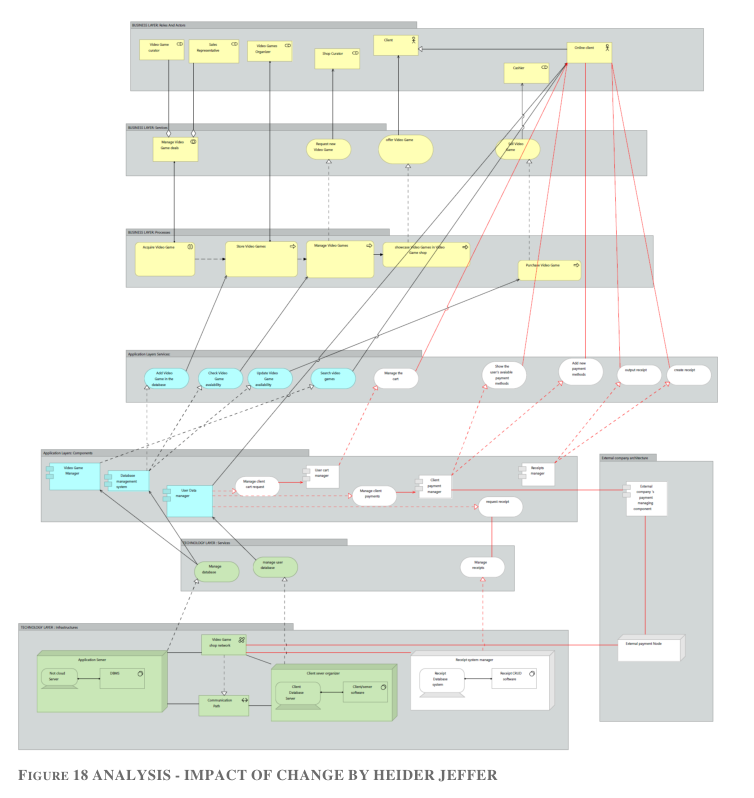 BUSINESS LAYER: Roles And Actors
Video Game
curator
Sales
Representative
Video Games
Organizer
Shop Curator
Client
Cashier
Online client
BUSINESS LAYER: Services
Manage Video
Game deals
Request new
Video Game
offer Video Game
Sell Video
Game
BUSINESS LAYER: Processes
Acquire Video Game
Store Video-Games
Manage Video-Games
Showcase Video-Games in Video
Game shop
Purchase Video Game
Application Layer: Services
Add Video
Game in the
database
Check Video
Game
availability
Update Video
Game
availability
Search video
games
Manage the
cart
Show the
user's available
payment
methods
Add new
payment
methods
output receipt
create receipt
Application Layers: Components
Video Game
Manager
Database
management
system
User Data
manager
Manage client
cart request
User cart
manager
Manage client
payments
Client
payment
manager
Receipts
manager
request receipt
External company architecture
External
company 's
payment
managing
component
External payment Node
TECHNOLOGY LAYER : Services
Manage
database
manage user
database
Manage
receipts
TECHNOLOGY LAYER : Infrastructures
Video Game
shop network
Application Server
Not cloud
Server
DBMS
Communication
Path
Client-server organizer
Client
Database
Server
Client/server
software
Receipt system manager
Receipt
Database
system
Receipt CRUD
software
FIGURE 18 ANALYSIS - IMPACT OF CHANGE BY HEIDER JEFFER